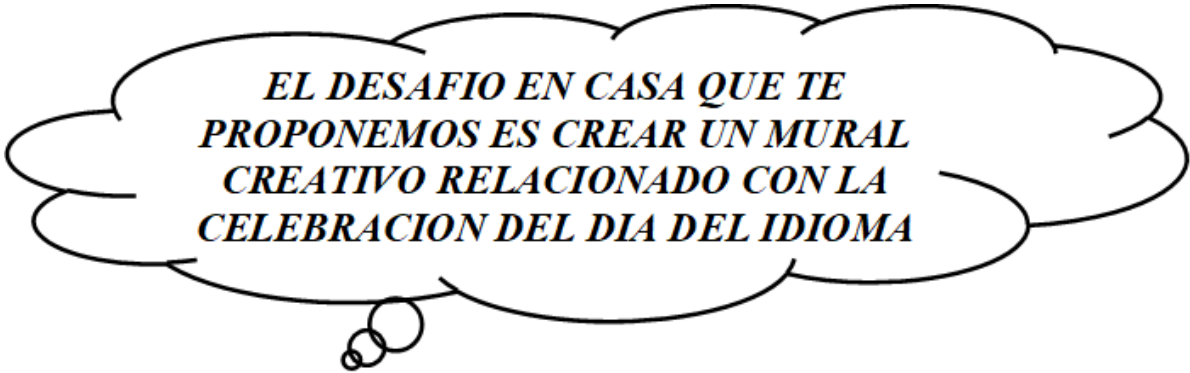 EL DESAFIO EN CASA QUE TE
PROPONEMOS ES CREAR UN MURAL
CREATIVO RELACIONADO CON LA
CELEBRACION DEL DIA DEL IDIOMA